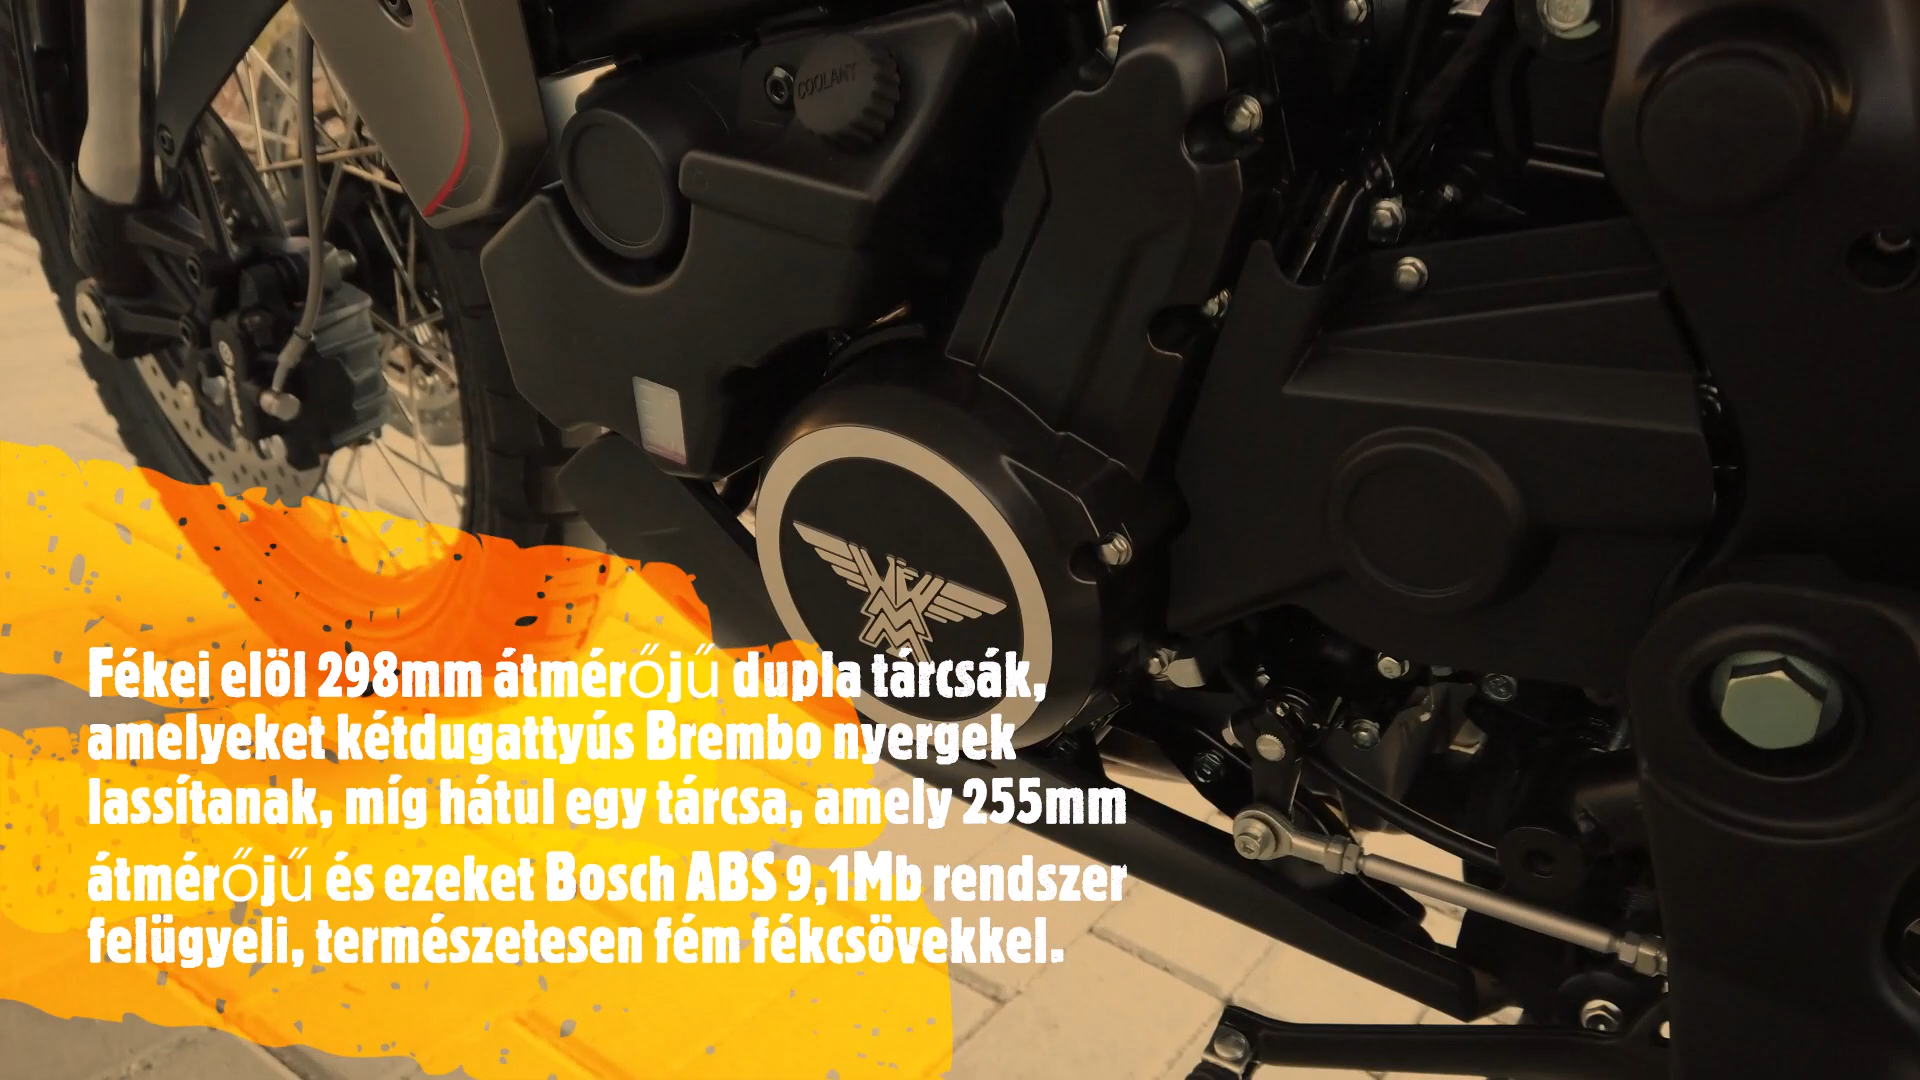 COOLANT
Fékei elöl 298mm átmérőjű dupla tárcsák,
amelyeket kétdugattyús Brembo nyergek
lassítanak, míg hátul egy tárcsa, amely 255mm
átmérőjű és ezeket Bosch ABS 9,1Mb rendszer
felügyeli, természetesen fém fékcsövekkel.